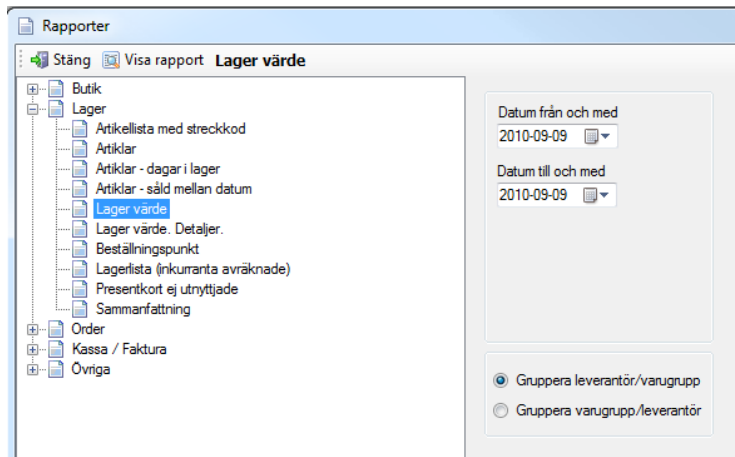 Rapporter
Stäng Visa rapport Lager värde
Butik
Lager
Artikellista med streckkod
Artiklar
Artiklar - dagar i lager
Artiklar - såld mellan datum
Lager värde
Lager värde. Detaljer.
Beställningspunkt
Lagerlista (inkurranta avräknade)
Presentkort ej utnyttjade
Sammanfattning
Order
Kassa / Faktura
Övriga
Datum från och med
2010-09-09
Datum till och med
2010-09-09
Gruppera leverantör/varugrupp
Gruppera varugrupp/leverantör